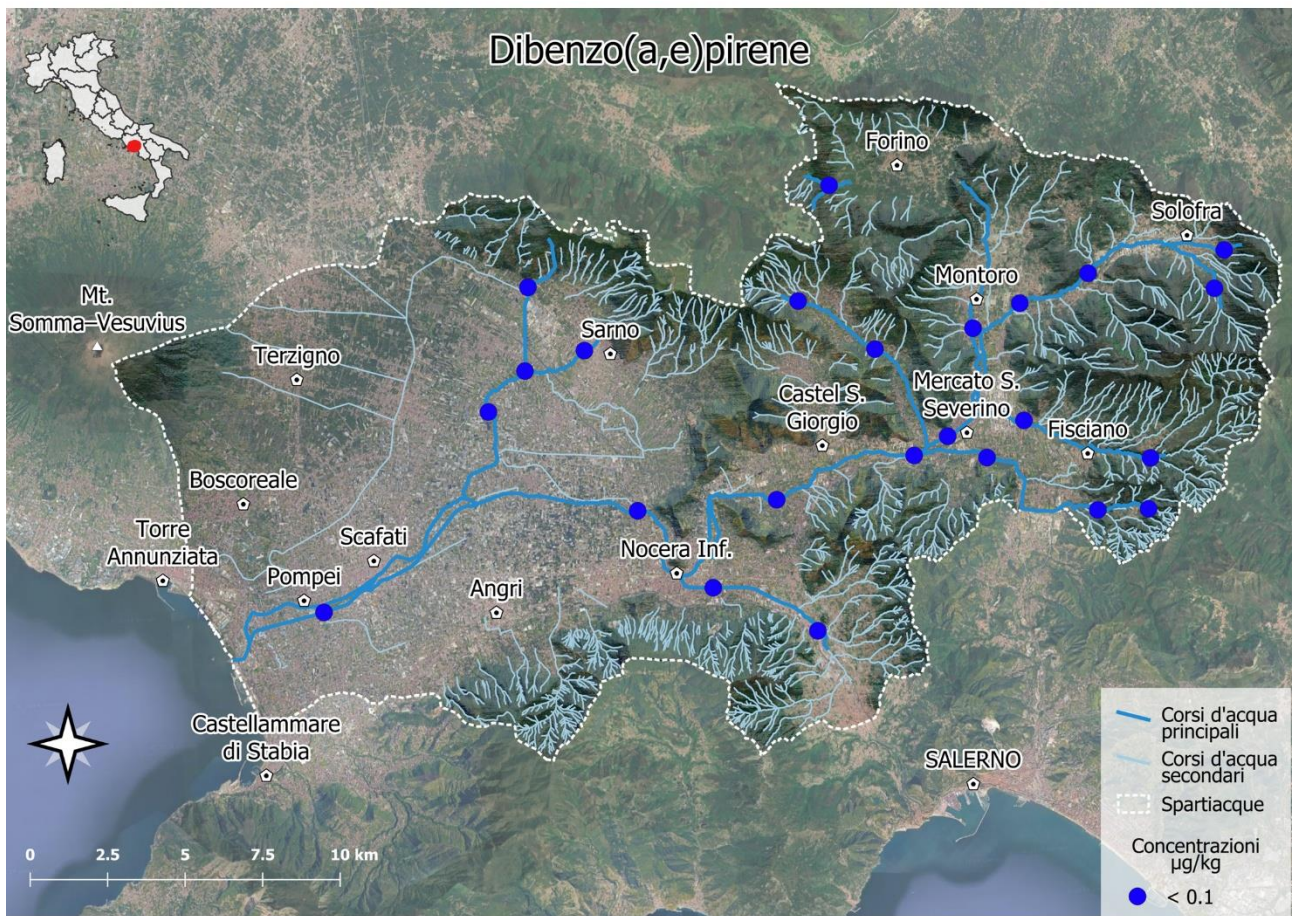 Dibenzo(a,e)pirene
Forino
Solofra
Montoro
Mt.
Somma–Vesuvius
Sarno
Terzigno
Castel S.
Giorgio
Mercato S.
Severino
Fisciano
Boscoreale
Torre
Annunziata
Scafati
Nocera Inf.
Pompei
Angri
Castellammare
di Stabia
SALERNO
0 2.5 5 7.5 10 km
Corsi d'acqua
principali
Corsi d'acqua
secondari
Spartiacque
Concentrazioni
µg/kg
< 0.1